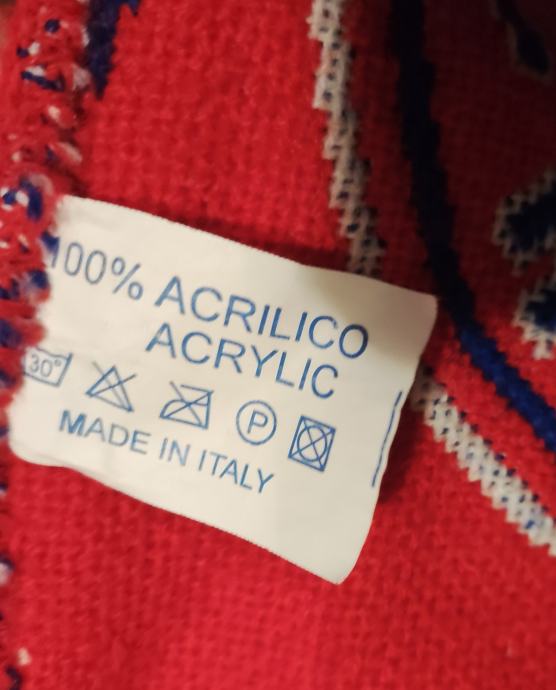 100% ACRILICO
ACRYLIC
30°
P
MADE IN ITALY